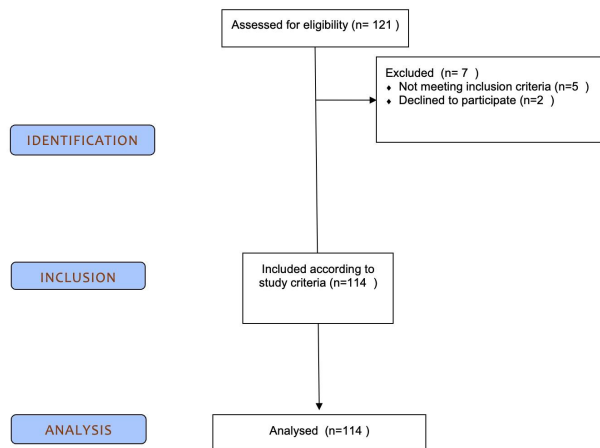 Assessed for eligibility (n= 121 )
Excluded (n= 7 )
♦ Not meeting inclusion criteria (n=5 )
♦ Declined to participate (n=2 )
IDENTIFICATION
Included according to
study criteria (n=114 )
INCLUSION
Analysed (n=114 )
ANALYSIS